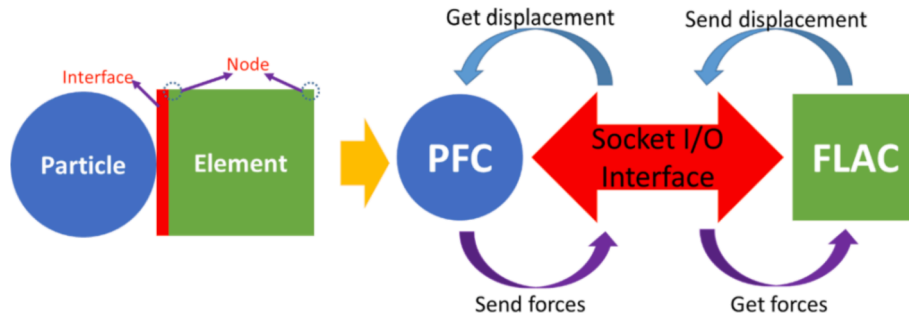 Get displacement
Send displacement
Node
Interface
Particle
Element
PFC
Socket I/O
Interface
FLAC
Send forces
Get forces